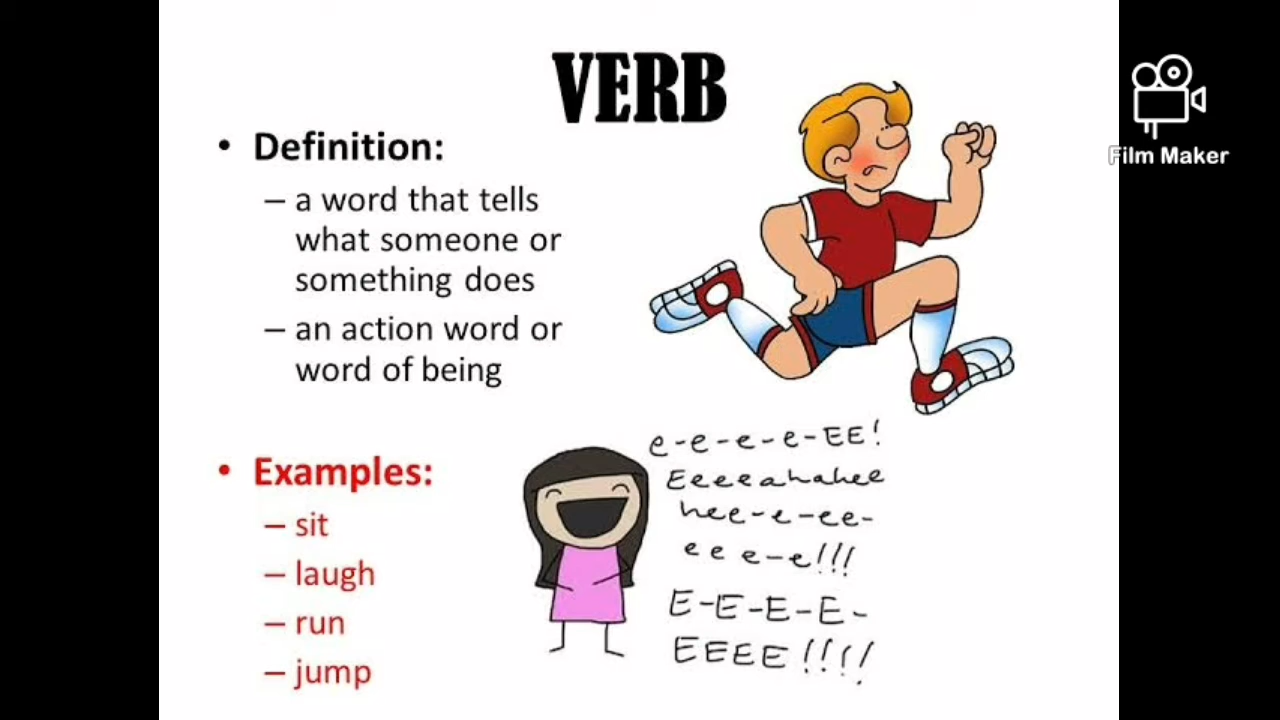 VERB
Film Maker
• Definition:
– a word that tells
what someone or
something does
– an action word or
word of being
e-e-e-e-EE!
Eeeeahahee
hee-e-ee-
e e e-e!!!
E-E-E-E-
EEEE!!!!
• Examples:
– sit
– laugh
– run
– jump